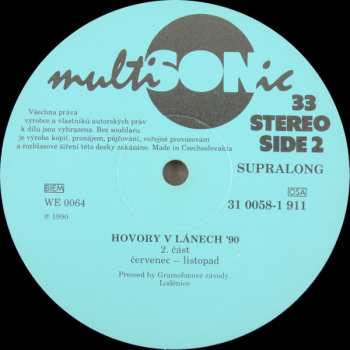 multiSONic
33
STEREO
SIDE 2
Všechna práva
výrobce a vlastníků autorských práv
k dílu jsou vyhrazena. Bez souhlasu
je výroba kopií, pronájem, půjčování, veřejné provozování
a rozhlasové šíření této desky zakázáno. Made in Czechoslovakia
SUPRALONG
BIEM
OSA
WE 0064
31 0058-1 911
℗ 1990
HOVORY V LÁNECH '90
2. část
červenec – listopad
Pressed by Gramofonové závody,
Loděnice